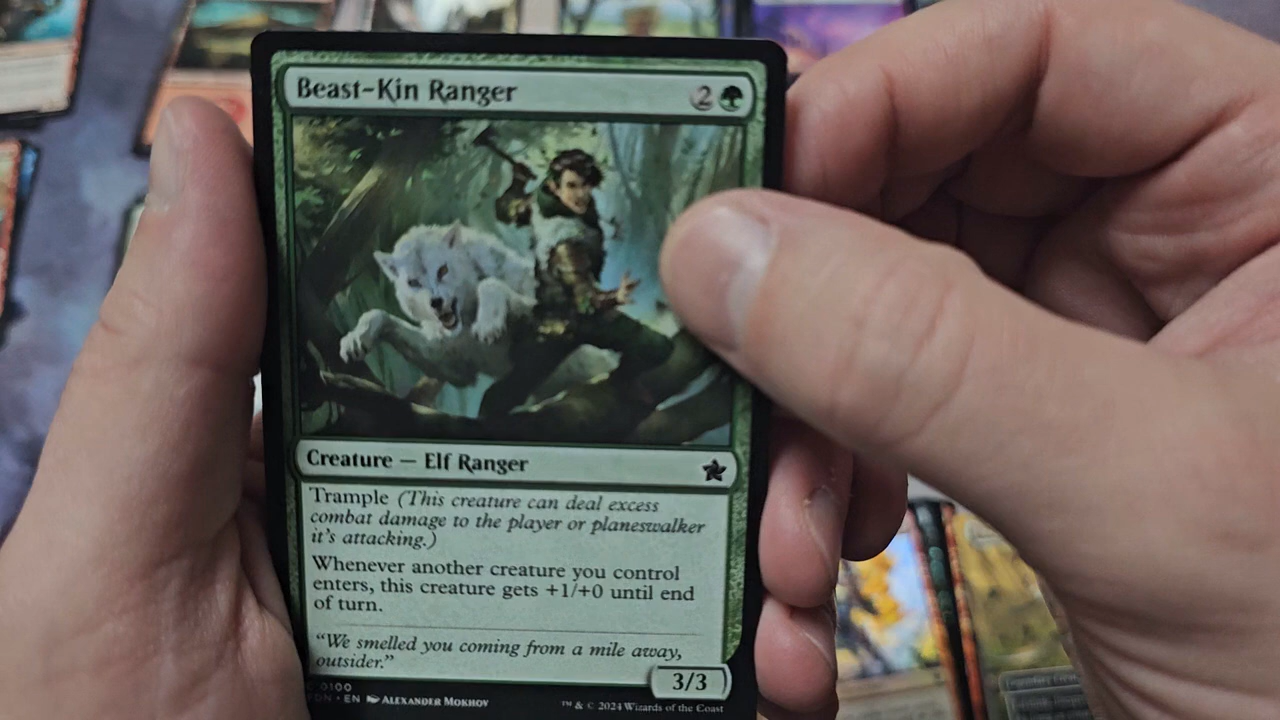 Beast-Kin Ranger
2
Creature — Elf Ranger
Trample (This creature can deal excess
combat damage to the player or planeswalker
it's attacking.)
Whenever another creature you control
enters, this creature gets +1/+0 until end
of turn.
"We smelled you coming from a mile away,
outsider."
3/3
0100
FDN • EN ALEXANDER MOKHOV
™ & © 2024 Wizards of the Coast